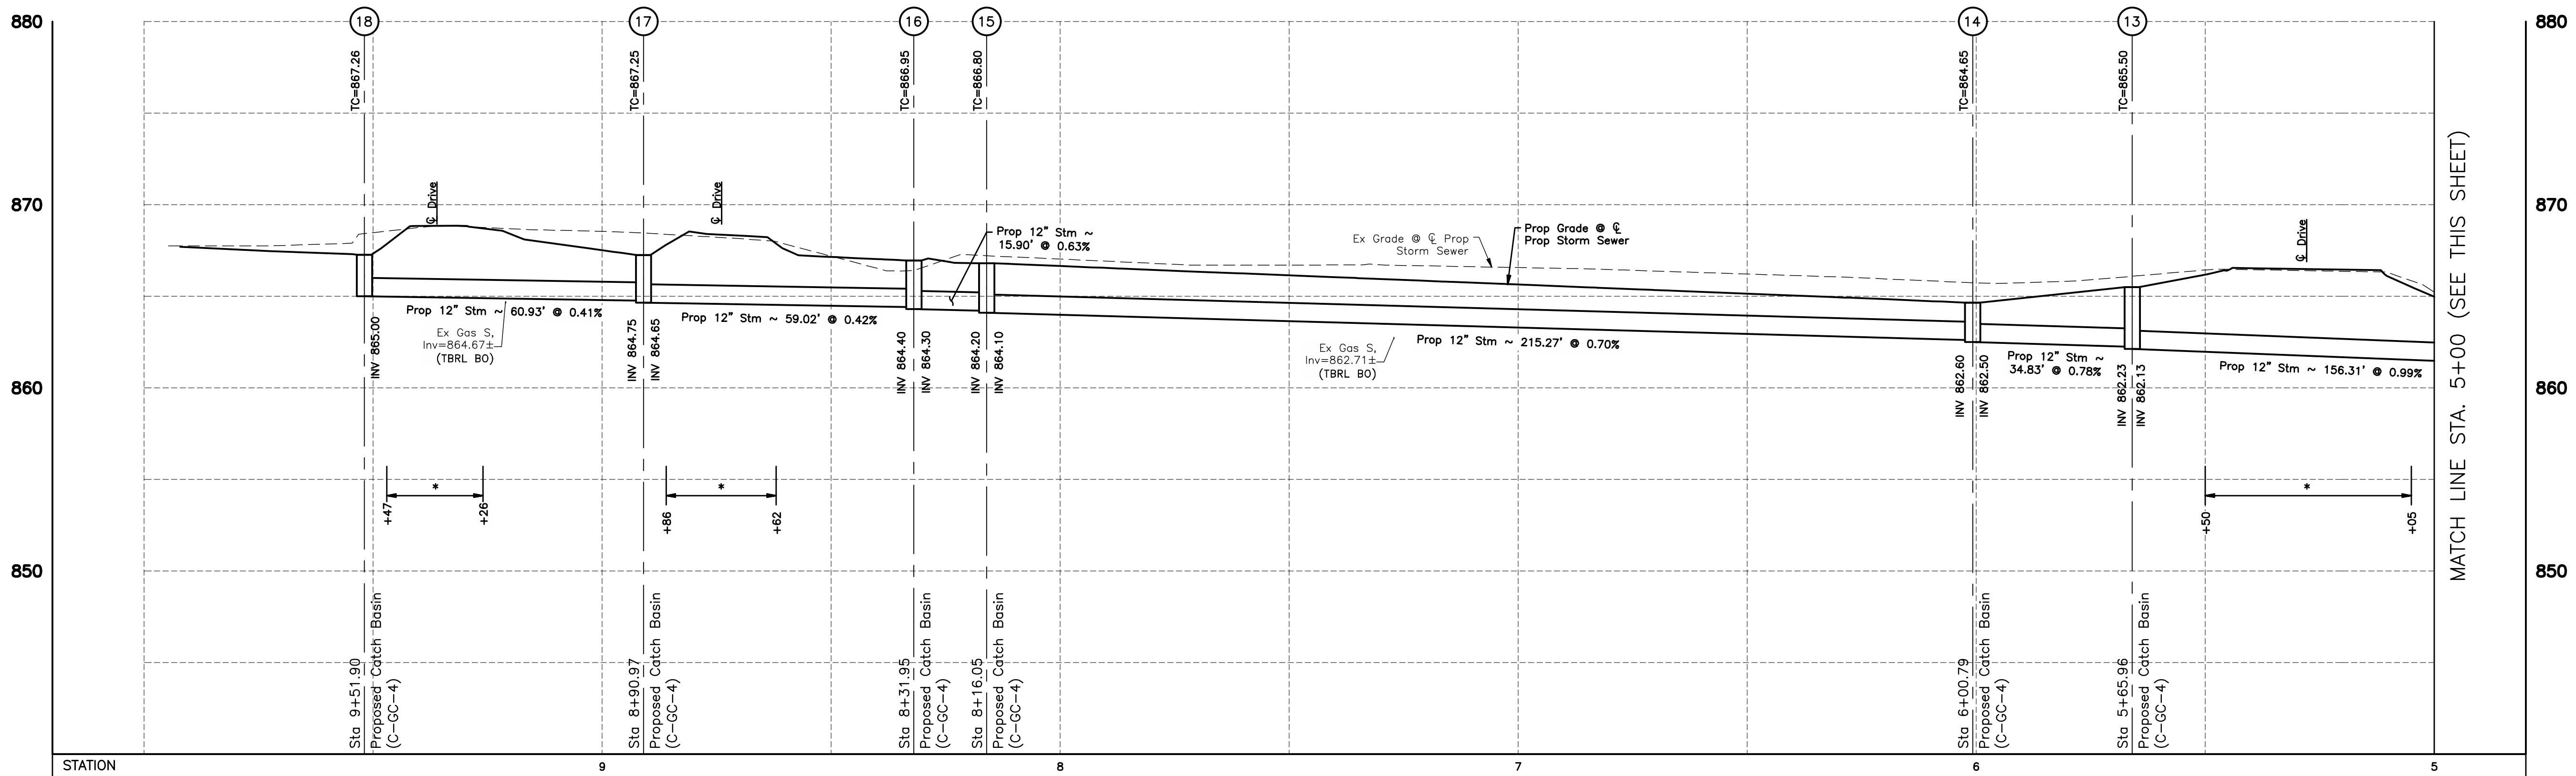 880
18
17
16
15
14
13
880
TC=867.26
TC=867.25
TC=866.95
TC=866.80
TC=864.65
TC=865.50
870
℄ Drive
℄ Drive
Prop 12" Stm ~
15.90' @ 0.63%
Ex Grade @ ℄ Prop
Storm Sewer
Prop Grade @ ℄
Prop Storm Sewer
℄ Drive
870
Prop 12" Stm ~ 60.93' @ 0.41%
Ex Gas S,
Inv=864.67±
(TBRL BO)
Prop 12" Stm ~ 59.02' @ 0.42%
Ex Gas S,
Inv=862.71±
(TBRL BO)
Prop 12" Stm ~ 215.27' @ 0.70%
Prop 12" Stm ~
34.83' @ 0.78%
Prop 12" Stm ~ 156.31' @ 0.99%
INV 865.00
INV 864.75
INV 864.65
INV 864.40
INV 864.30
INV 864.20
INV 864.10
INV 862.60
INV 862.50
INV 862.23
INV 862.13
860
860
MATCH LINE STA. 5+00 (SEE THIS SHEET)
*
+47
+26
*
+86
+62
*
+50
+05
850
850
Sta 9+51.90
Proposed Catch Basin
(C-GC-4)
Sta 8+90.97
Proposed Catch Basin
(C-GC-4)
Sta 8+31.95
Proposed Catch Basin
(C-GC-4)
Sta 8+16.05
Proposed Catch Basin
(C-GC-4)
Sta 6+00.79
Proposed Catch Basin
(C-GC-4)
Sta 5+65.96
Proposed Catch Basin
(C-GC-4)
STATION
9
8
7
6
5